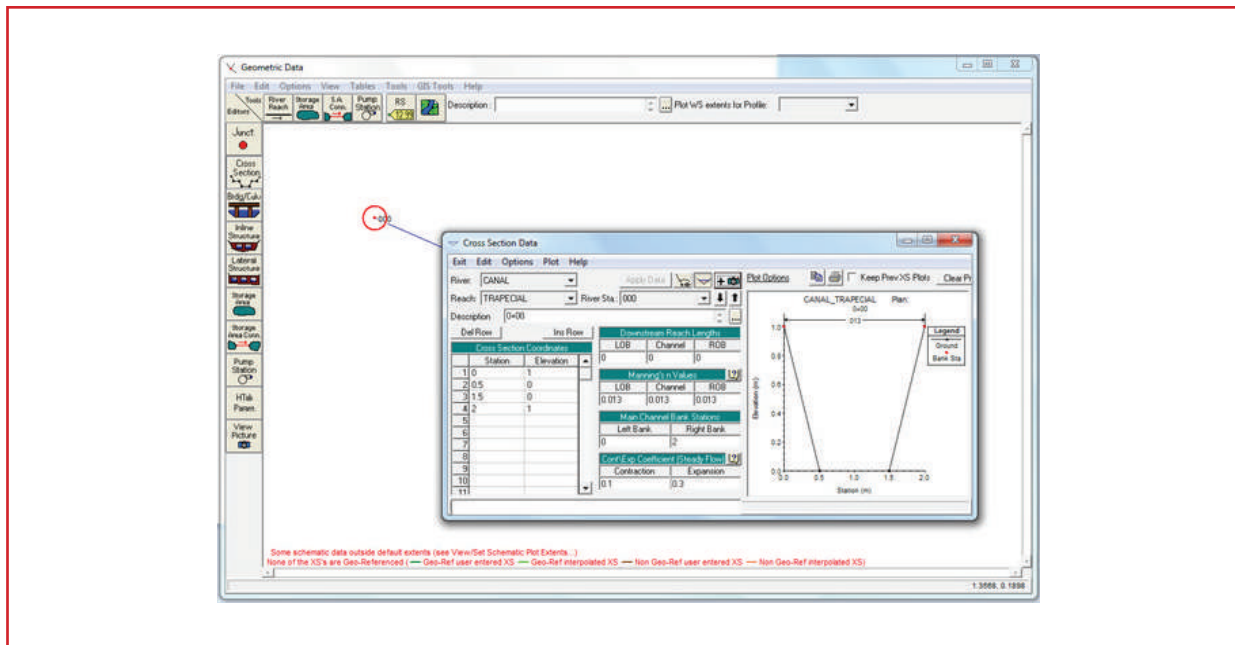 Geometric Data
File Edit Options View Tables Tools GIS Tools Help
Tools
Editors
River Reach
Storage Area
S.A. Conn.
Pump Station
RS
Description :
... Plot WS extents for Profile:
Junct.
Cross Section
Brdg/Culv
Inline Structure
Lateral Structure
Storage Area
Storage Area Conn.
Pump Station
HTab Param.
View Picture
000
Cross Section Data
Exit Edit Options Plot Help
River: CANAL
Apply Data
Plot Options
Keep Prev XS Plots
Clear Pr
Reach: TRAPECIAL River Sta.: 000
Description 0+00 ...
Del Row Ins Row
Cross Section Coordinates
Station Elevation
1 0 1
2 0.5 0
3 1.5 0
4 2 1
5
6
7
8
9
10
11
Downstream Reach Lengths
LOB Channel ROB
0 0 0
Manning's n Values
LOB Channel ROB
0.013 0.013 0.013
Main Channel Bank Stations
Left Bank Right Bank
0 2
Cont\Exp Coefficient (Steady Flow)
Contraction Expansion
0.1 0.3
CANAL_TRAPECIAL Plan:
0+00
.013
Legend
Ground
Bank Sta
Elevation (m)
1.0
0.8
0.6
0.4
0.2
0.0
0.0 0.5 1.0 1.5 2.0
Station (m)
Some schematic data outside default extents (see View/Set Schematic Plot Extents...)
None of the XS's are Geo-Referenced ( Geo-Ref user entered XS Geo-Ref interpolated XS Non Geo-Ref user entered XS Non Geo-Ref interpolated XS)